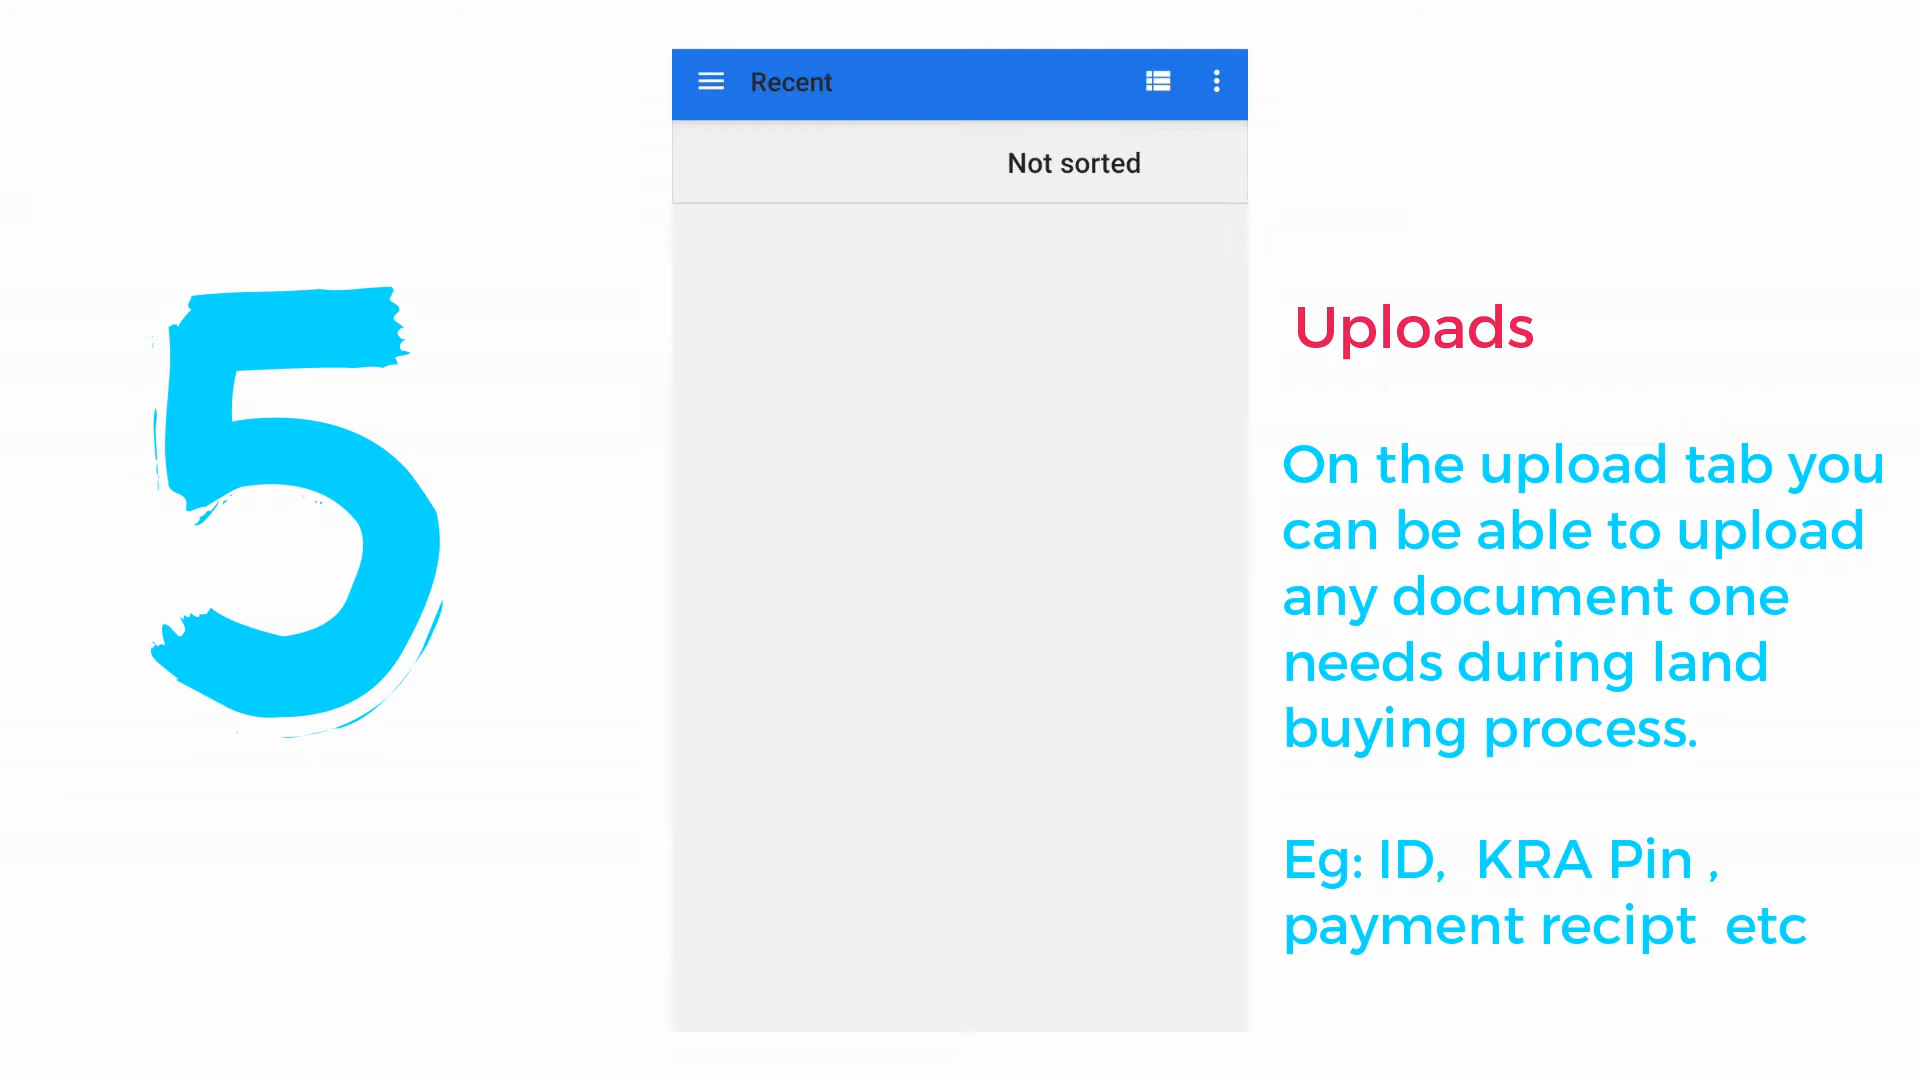 5
Recent
Not sorted
Uploads
On the upload tab you
can be able to upload
any document one
needs during land
buying process.
Eg: ID, KRA Pin ,
payment recipt etc